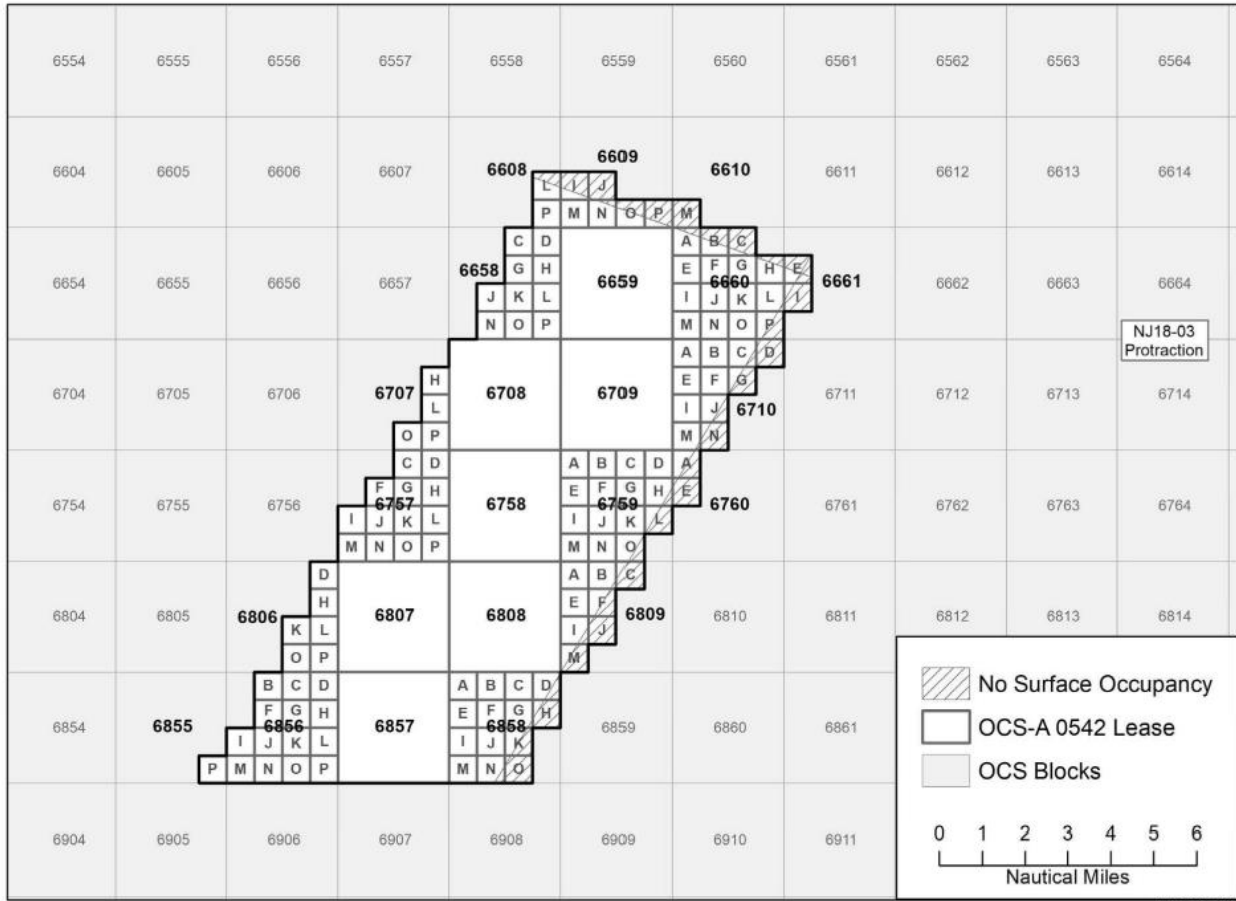 6554 6555 6556 6557 6558 6559 6560 6561 6562 6563 6564
6609
6604 6605 6606 6607 6608 6610 6611 6612 6613 6614
L I J
P M N O P M
C D A B C
6658 G H E F G H E
6654 6655 6656 6657 6659 6660 6661 6662 6663 6664
J K L I J K L I
N O P M N O P
NJ18-03
Protraction
A B C D
H E F G
6704 6705 6706 6707 6708 6709 6710 6711 6712 6713 6714
L I J
O P M N
C D A B C D A
F G H E F G H E
6754 6755 6756 6757 6758 6759 6760 6761 6762 6763 6764
I J K L I J K L
M N O P M N O
D A B C
H E F
6804 6805 6806 6807 6808 6809 6810 6811 6812 6813 6814
K L I J
O P M
B C D A B C D
F G H E F G H
6854 6855 6856 6857 6858 6859 6860 6861
I J K L I J K
P M N O P M N O
6904 6905 6906 6907 6908 6909 6910 6911
No Surface Occupancy
OCS-A 0542 Lease
OCS Blocks
0 1 2 3 4 5 6
Nautical Miles